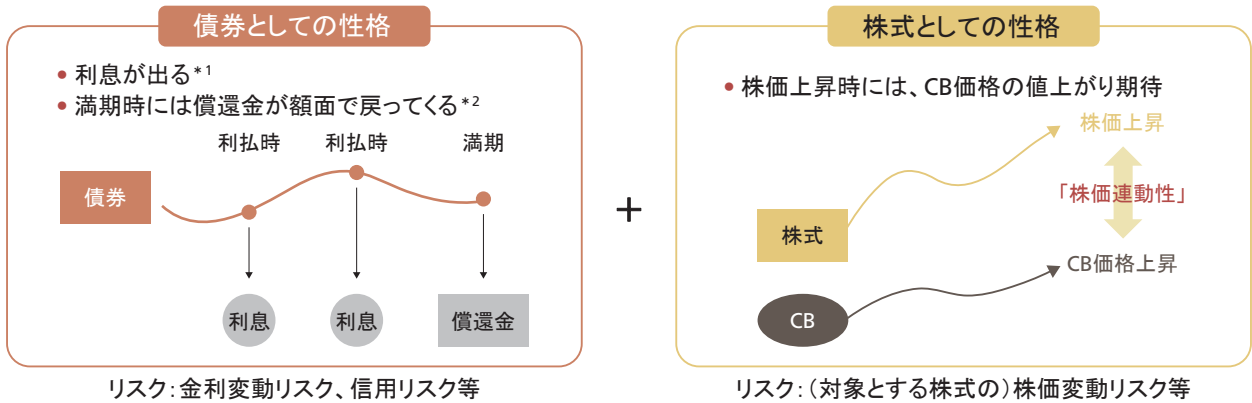 債券としての性格
• 利息が出る*1
• 満期時には償還金が額面で戻ってくる*2
利払時 利払時 満期
債券
利息 利息 償還金
リスク:金利変動リスク、信用リスク等
+
株式としての性格
• 株価上昇時には、CB価格の値上がり期待
株価上昇
「株価連動性」
株式
CB価格上昇
CB
リスク:(対象とする株式の)株価変動リスク等